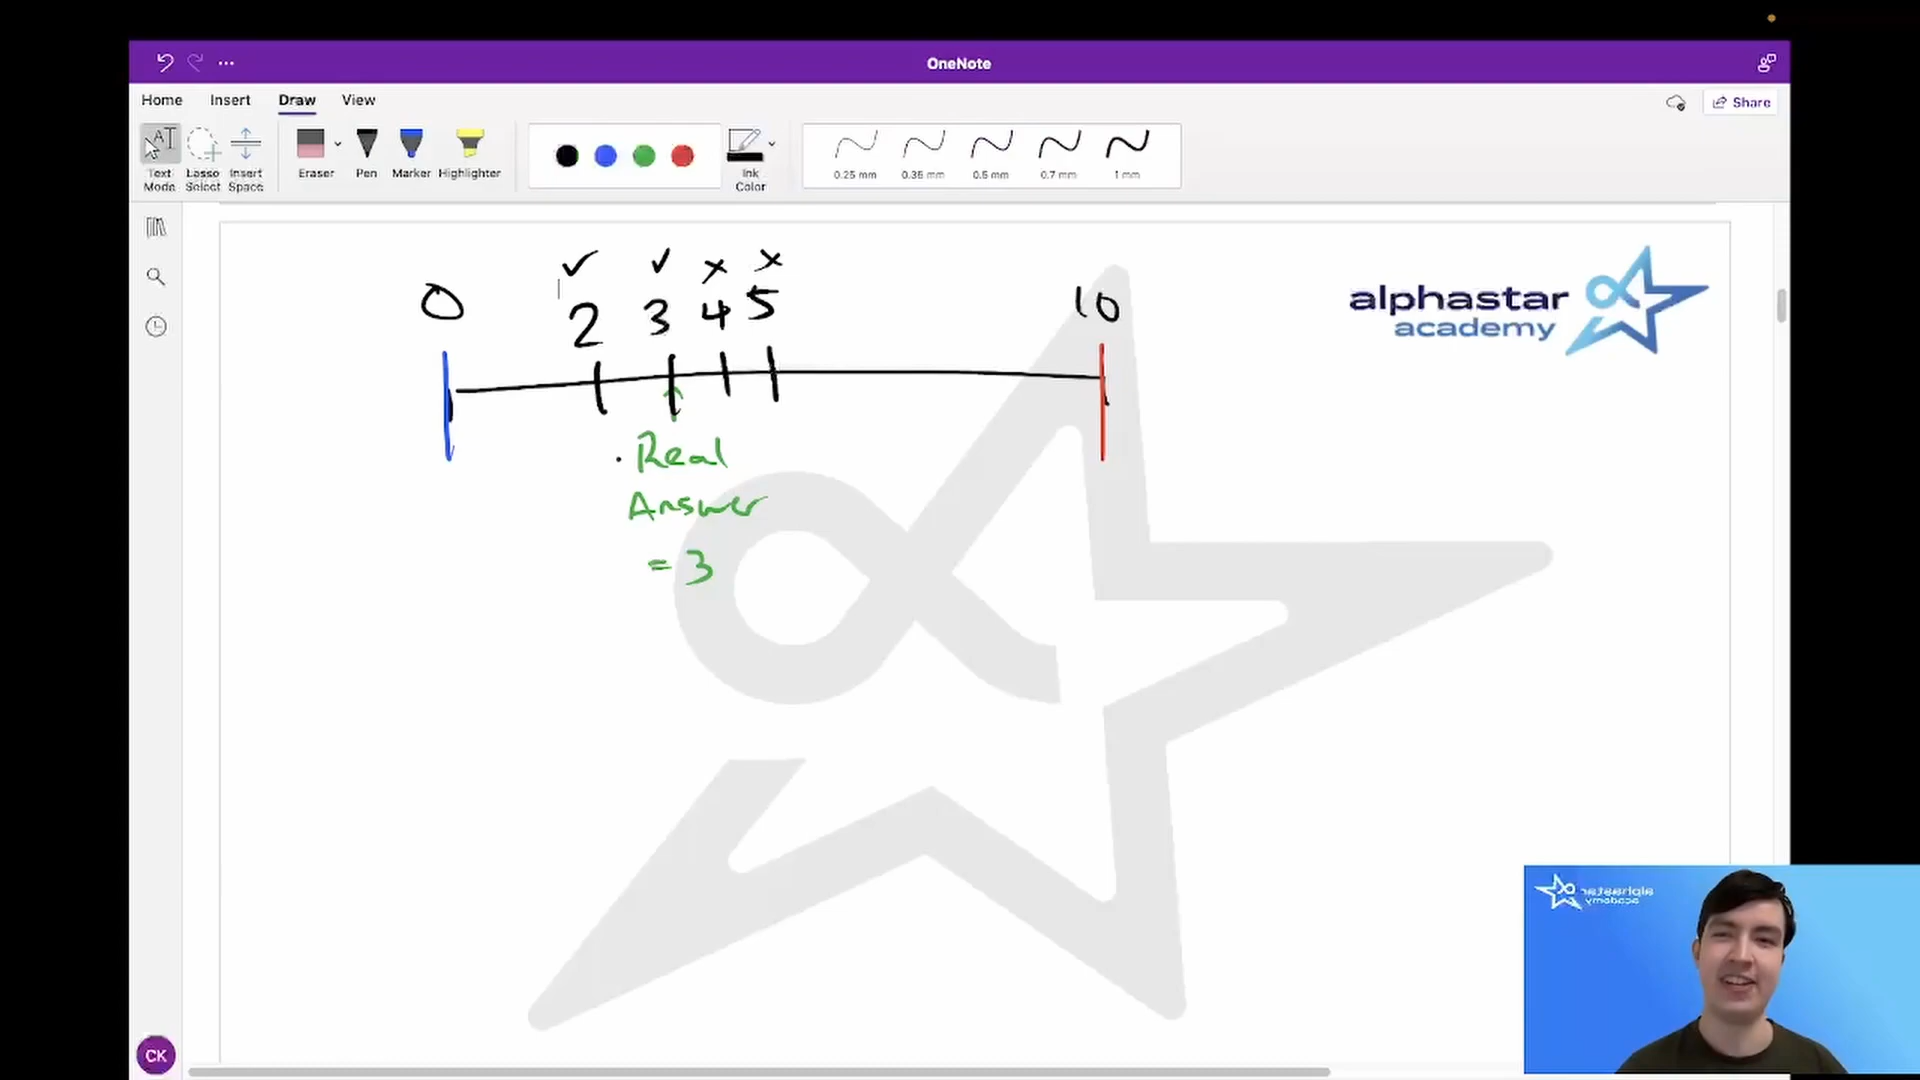 OneNote
Home Insert Draw View
Share
Text Mode
Lasso Select
Insert Space
Eraser
Pen
Marker
Highlighter
Ink Color
0.25 mm
0.35 mm
0.5 mm
0.7 mm
1 mm
✓ ✓ x x
0 2 3 4 5 10
alphastar
academy
Real
Answer
= 3
alphastar
academy
CK